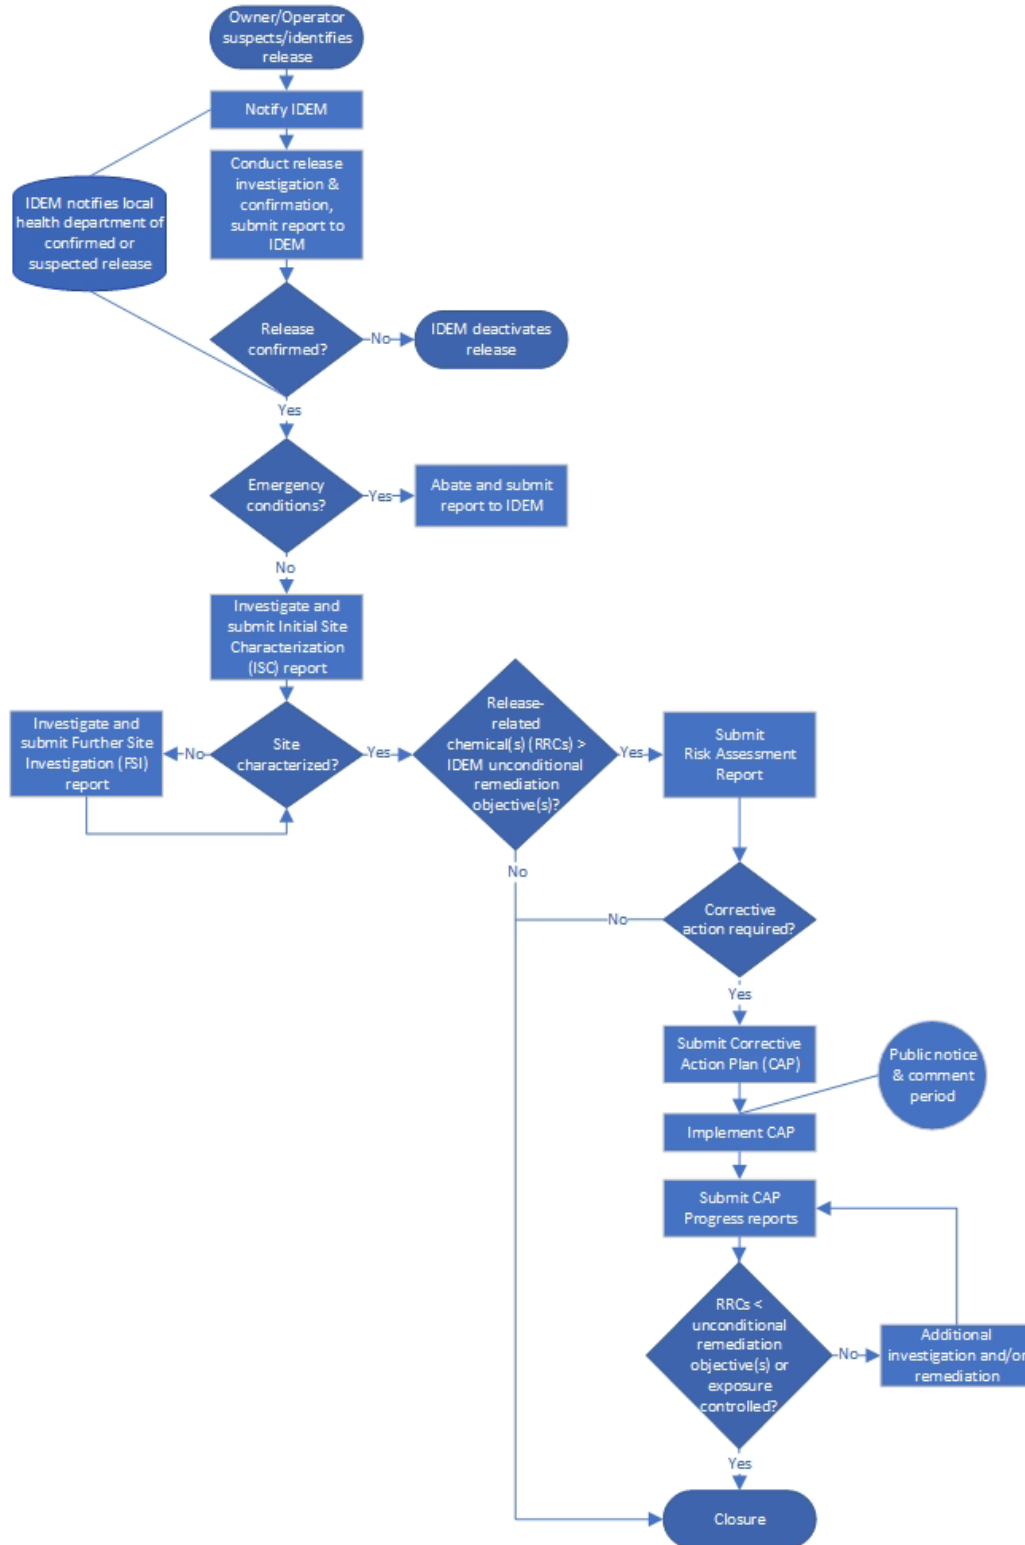 Owner/Operator
suspects/identifies
release
Notify IDEM
Conduct release
investigation &
confirmation,
submit report to
IDEM
IDEM notifies local
health department of
confirmed or
suspected release
Release
confirmed?
No
IDEM deactivates
release
Yes
Emergency
conditions?
Yes
Abate and submit
report to IDEM
No
Investigate and
submit Initial Site
Characterization
(ISC) report
Investigate and
submit Further Site
Investigation (FSI)
report
No
Site
characterized?
Yes
Release-
related
chemical(s) (RRCs) >
IDEM unconditional
remediation
objective(s)?
Yes
Submit
Risk Assessment
Report
No
No
Corrective
action required?
Yes
Submit Corrective
Action Plan (CAP)
Public notice
& comment
period
Implement CAP
Submit CAP
Progress reports
RRCs <
unconditional
remediation
objective(s) or
exposure
controlled?
No
Additional
investigation and/or
remediation
Yes
Closure